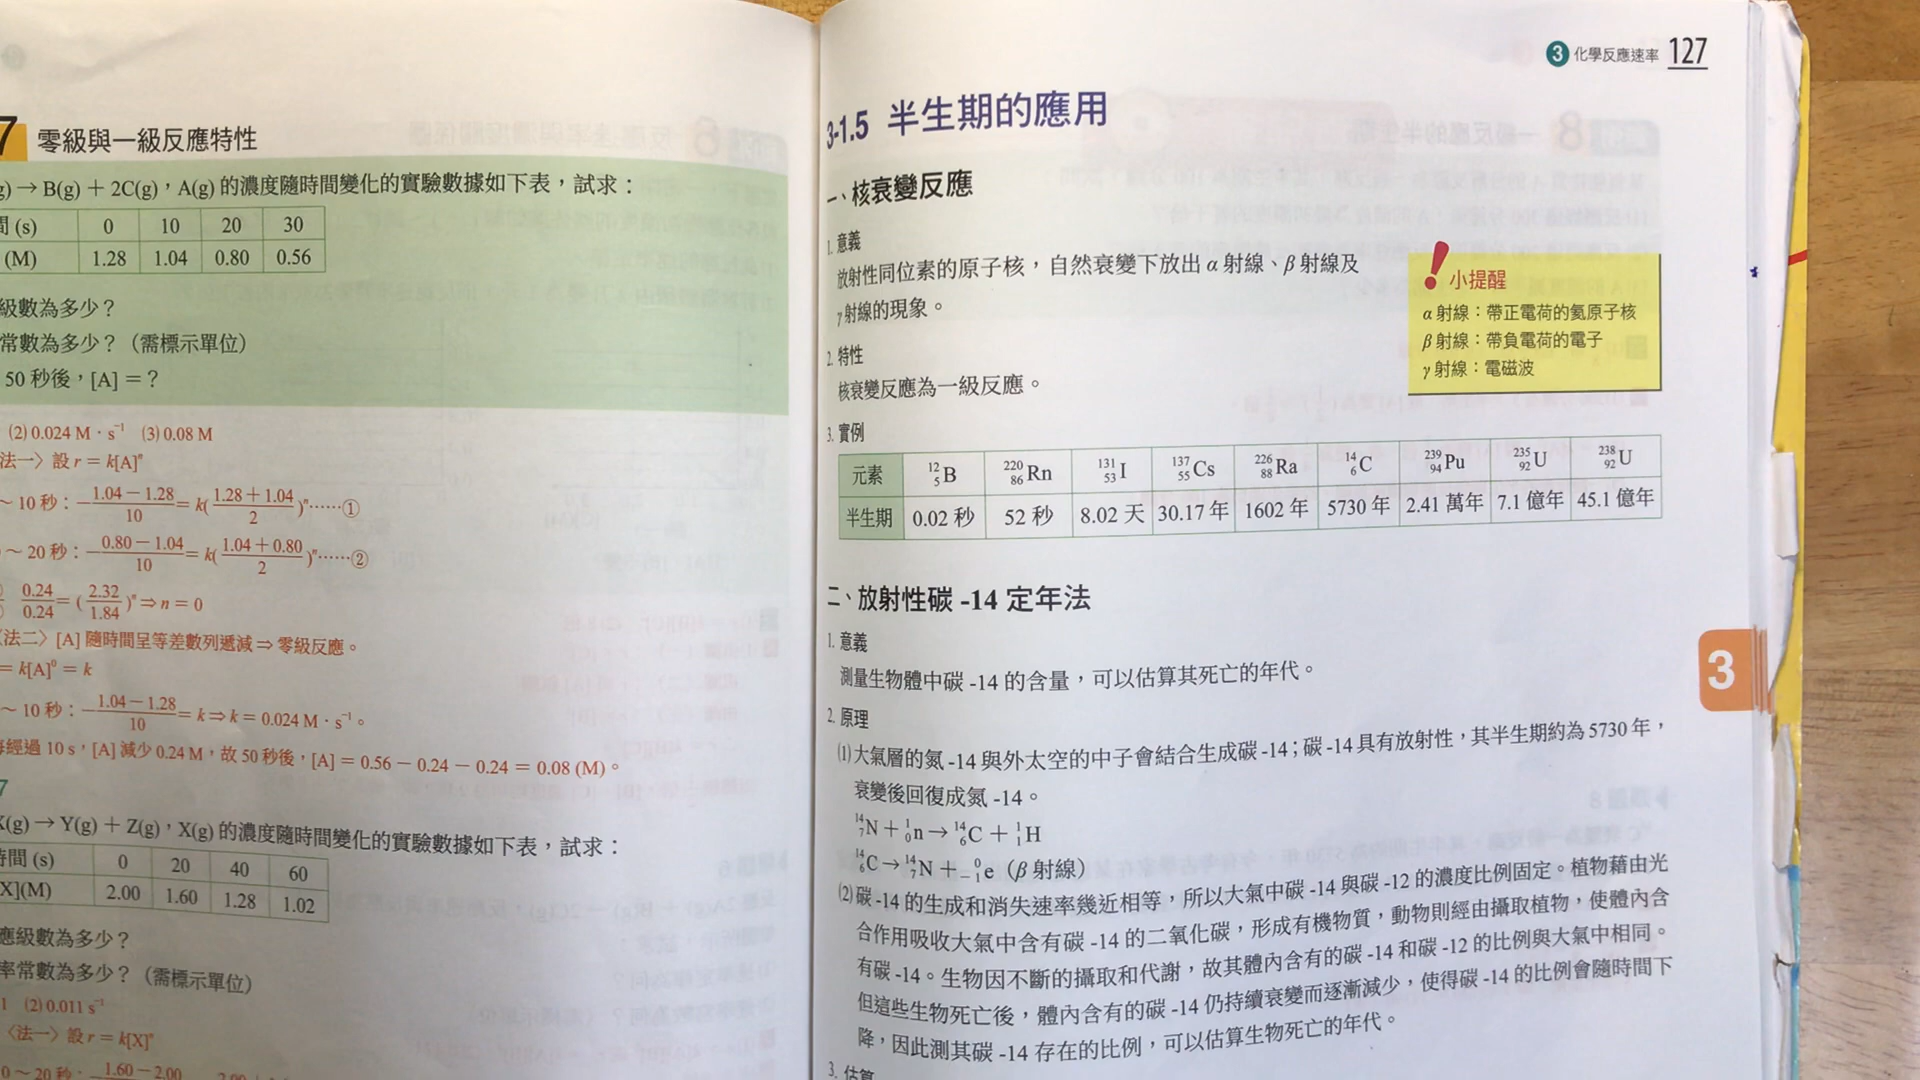 7 零級與一級反應特性
g) → B(g) + 2C(g)，A(g) 的濃度隨時間變化的實驗數據如下表，試求：
間 (s) 0 10 20 30
(M) 1.28 1.04 0.80 0.56
級數為多少？
常數為多少？（需標示單位）
50 秒後，[A] = ？
(2) 0.024 M · s⁻¹ (3) 0.08 M
法一〉設 r = k[A]ⁿ
～ 10 秒：− (1.04 − 1.28)/10 = k( (1.28 + 1.04)/2 )ⁿ……①
～ 20 秒：− (0.80 − 1.04)/10 = k( (1.04 + 0.80)/2 )ⁿ……②
0.24/0.24 = ( 2.32/1.84 )ⁿ ⇒ n = 0
〈法二〉[A] 隨時間呈等差數列遞減 ⇒ 零級反應。
= k[A]⁰ = k
～ 10 秒：− (1.04 − 1.28)/10 = k ⇒ k = 0.024 M · s⁻¹。
每經過 10 s，[A] 減少 0.24 M，故 50 秒後，[A] = 0.56 − 0.24 − 0.24 = 0.08 (M)。
7
X(g) → Y(g) + Z(g)，X(g) 的濃度隨時間變化的實驗數據如下表，試求：
時間 (s) 0 20 40 60
X](M) 2.00 1.60 1.28 1.02
應級數為多少？
率常數為多少？（需標示單位）
1 (2) 0.011 s⁻¹
〈法一〉設 r = k[X]ⁿ
0 ～ 20 秒：− 1.60 − 2.00
3 化學反應速率 127
3-1.5 半生期的應用
一、核衰變反應
1. 意義
放射性同位素的原子核，自然衰變下放出 α 射線、β 射線及
γ 射線的現象。
2. 特性
核衰變反應為一級反應。
! 小提醒
α 射線：帶正電荷的氦原子核
β 射線：帶負電荷的電子
γ 射線：電磁波
3. 實例
元素 ¹²₅B ²²⁰₈₆Rn ¹³¹₅₃I ¹³⁷₅₅Cs ²²⁶₈₈Ra ¹⁴₆C ²³⁹₉₄Pu ²³⁵₉₂U ²³⁸₉₂U
半生期 0.02 秒 52 秒 8.02 天 30.17 年 1602 年 5730 年 2.41 萬年 7.1 億年 45.1 億年
二、放射性碳 -14 定年法
1. 意義
測量生物體中碳 -14 的含量，可以估算其死亡的年代。
2. 原理
(1) 大氣層的氮 -14 與外太空的中子會結合生成碳 -14；碳 -14 具有放射性，其半生期約為 5730 年，
衰變後回復成氮 -14。
¹⁴₇N + ¹₀n → ¹⁴₆C + ¹₁H
¹⁴₆C → ¹⁴₇N + ⁰₋₁e（β 射線）
(2) 碳 -14 的生成和消失速率幾近相等，所以大氣中碳 -14 與碳 -12 的濃度比例固定。植物藉由光
合作用吸收大氣中含有碳 -14 的二氧化碳，形成有機物質，動物則經由攝取植物，使體內含
有碳 -14。生物因不斷的攝取和代謝，故其體內含有的碳 -14 和碳 -12 的比例與大氣中相同。
但這些生物死亡後，體內含有的碳 -14 仍持續衰變而逐漸減少，使得碳 -14 的比例會隨時間下
降，因此測其碳 -14 存在的比例，可以估算生物死亡的年代。
3. 估算
3